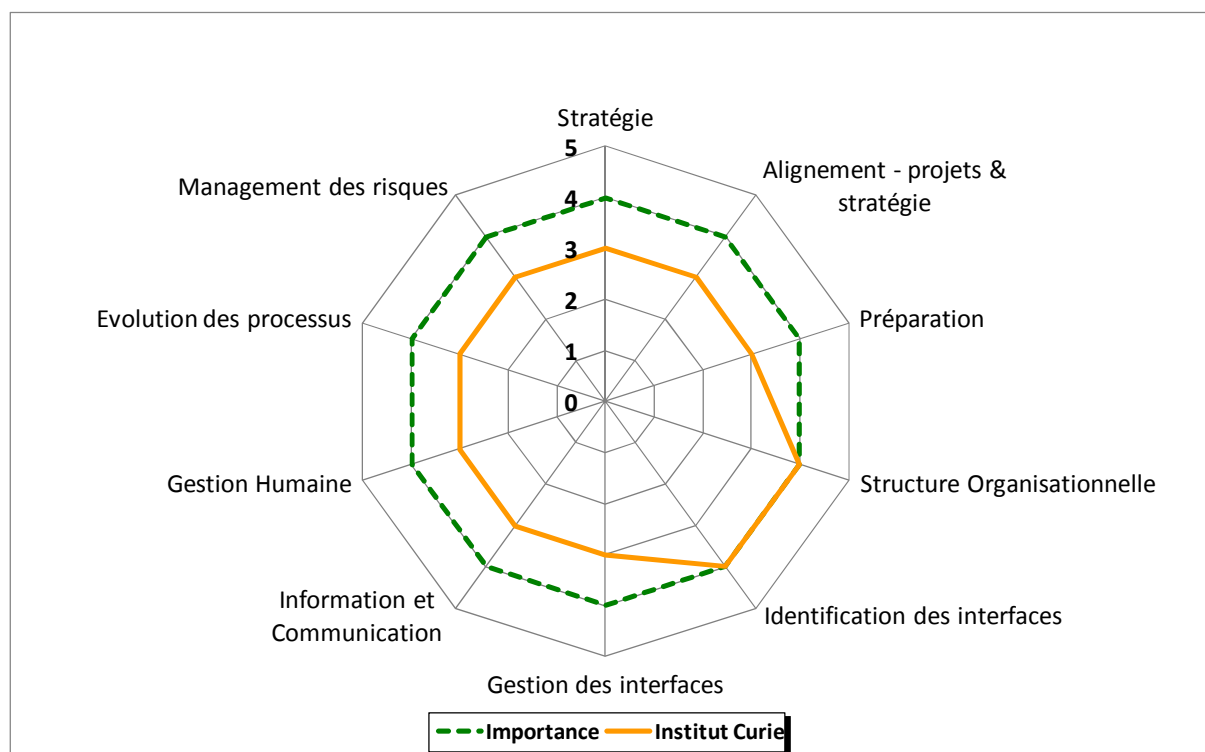 Stratégie
5
Alignement - projets &
stratégie
Management des risques
4
3
2
Evolution des processus
Préparation
1
0
Gestion Humaine
Structure Organisationnelle
Information et
Communication
Identification des interfaces
Gestion des interfaces
Importance Institut Curie